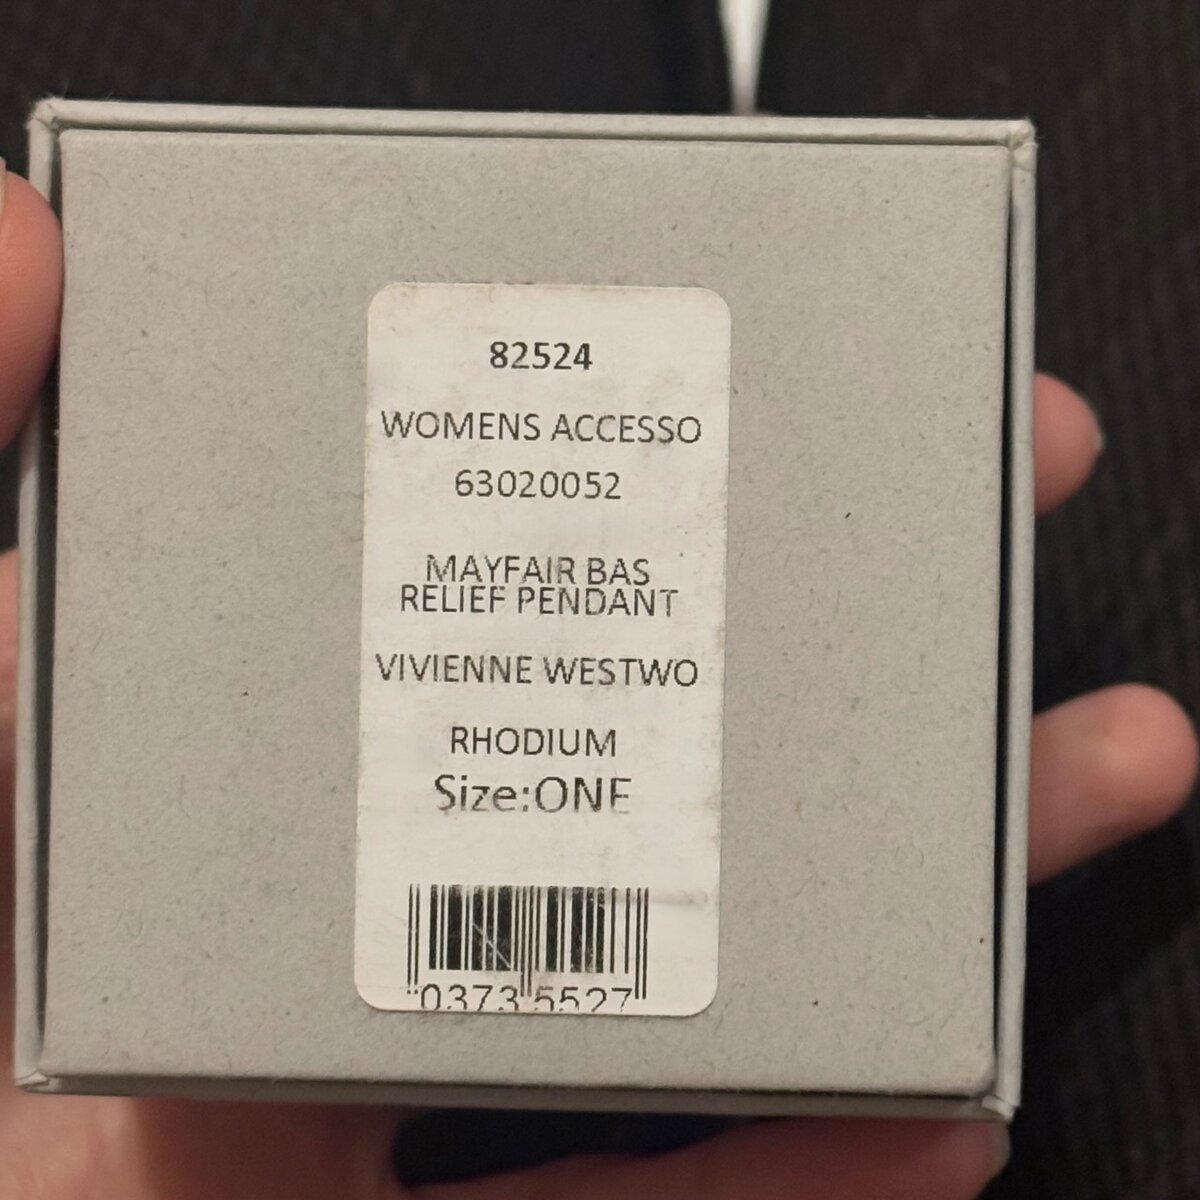 82524
WOMENS ACCESSO
63020052
MAYFAIR BAS
RELIEF PENDANT
VIVIENNE WESTWO
RHODIUM
Size:ONE
03735527